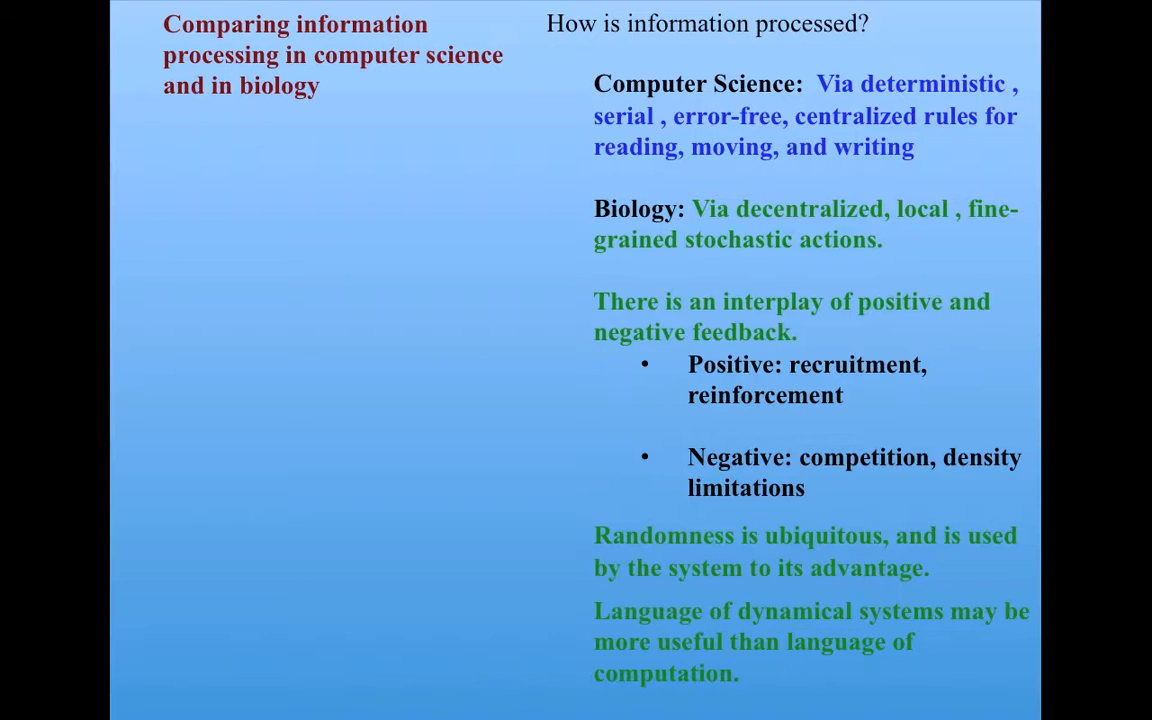 Comparing information
processing in computer science
and in biology
How is information processed?
Computer Science: Via deterministic ,
serial , error-free, centralized rules for
reading, moving, and writing
Biology: Via decentralized, local , fine-
grained stochastic actions.
There is an interplay of positive and
negative feedback.
• Positive: recruitment,
reinforcement
• Negative: competition, density
limitations
Randomness is ubiquitous, and is used
by the system to its advantage.
Language of dynamical systems may be
more useful than language of
computation.